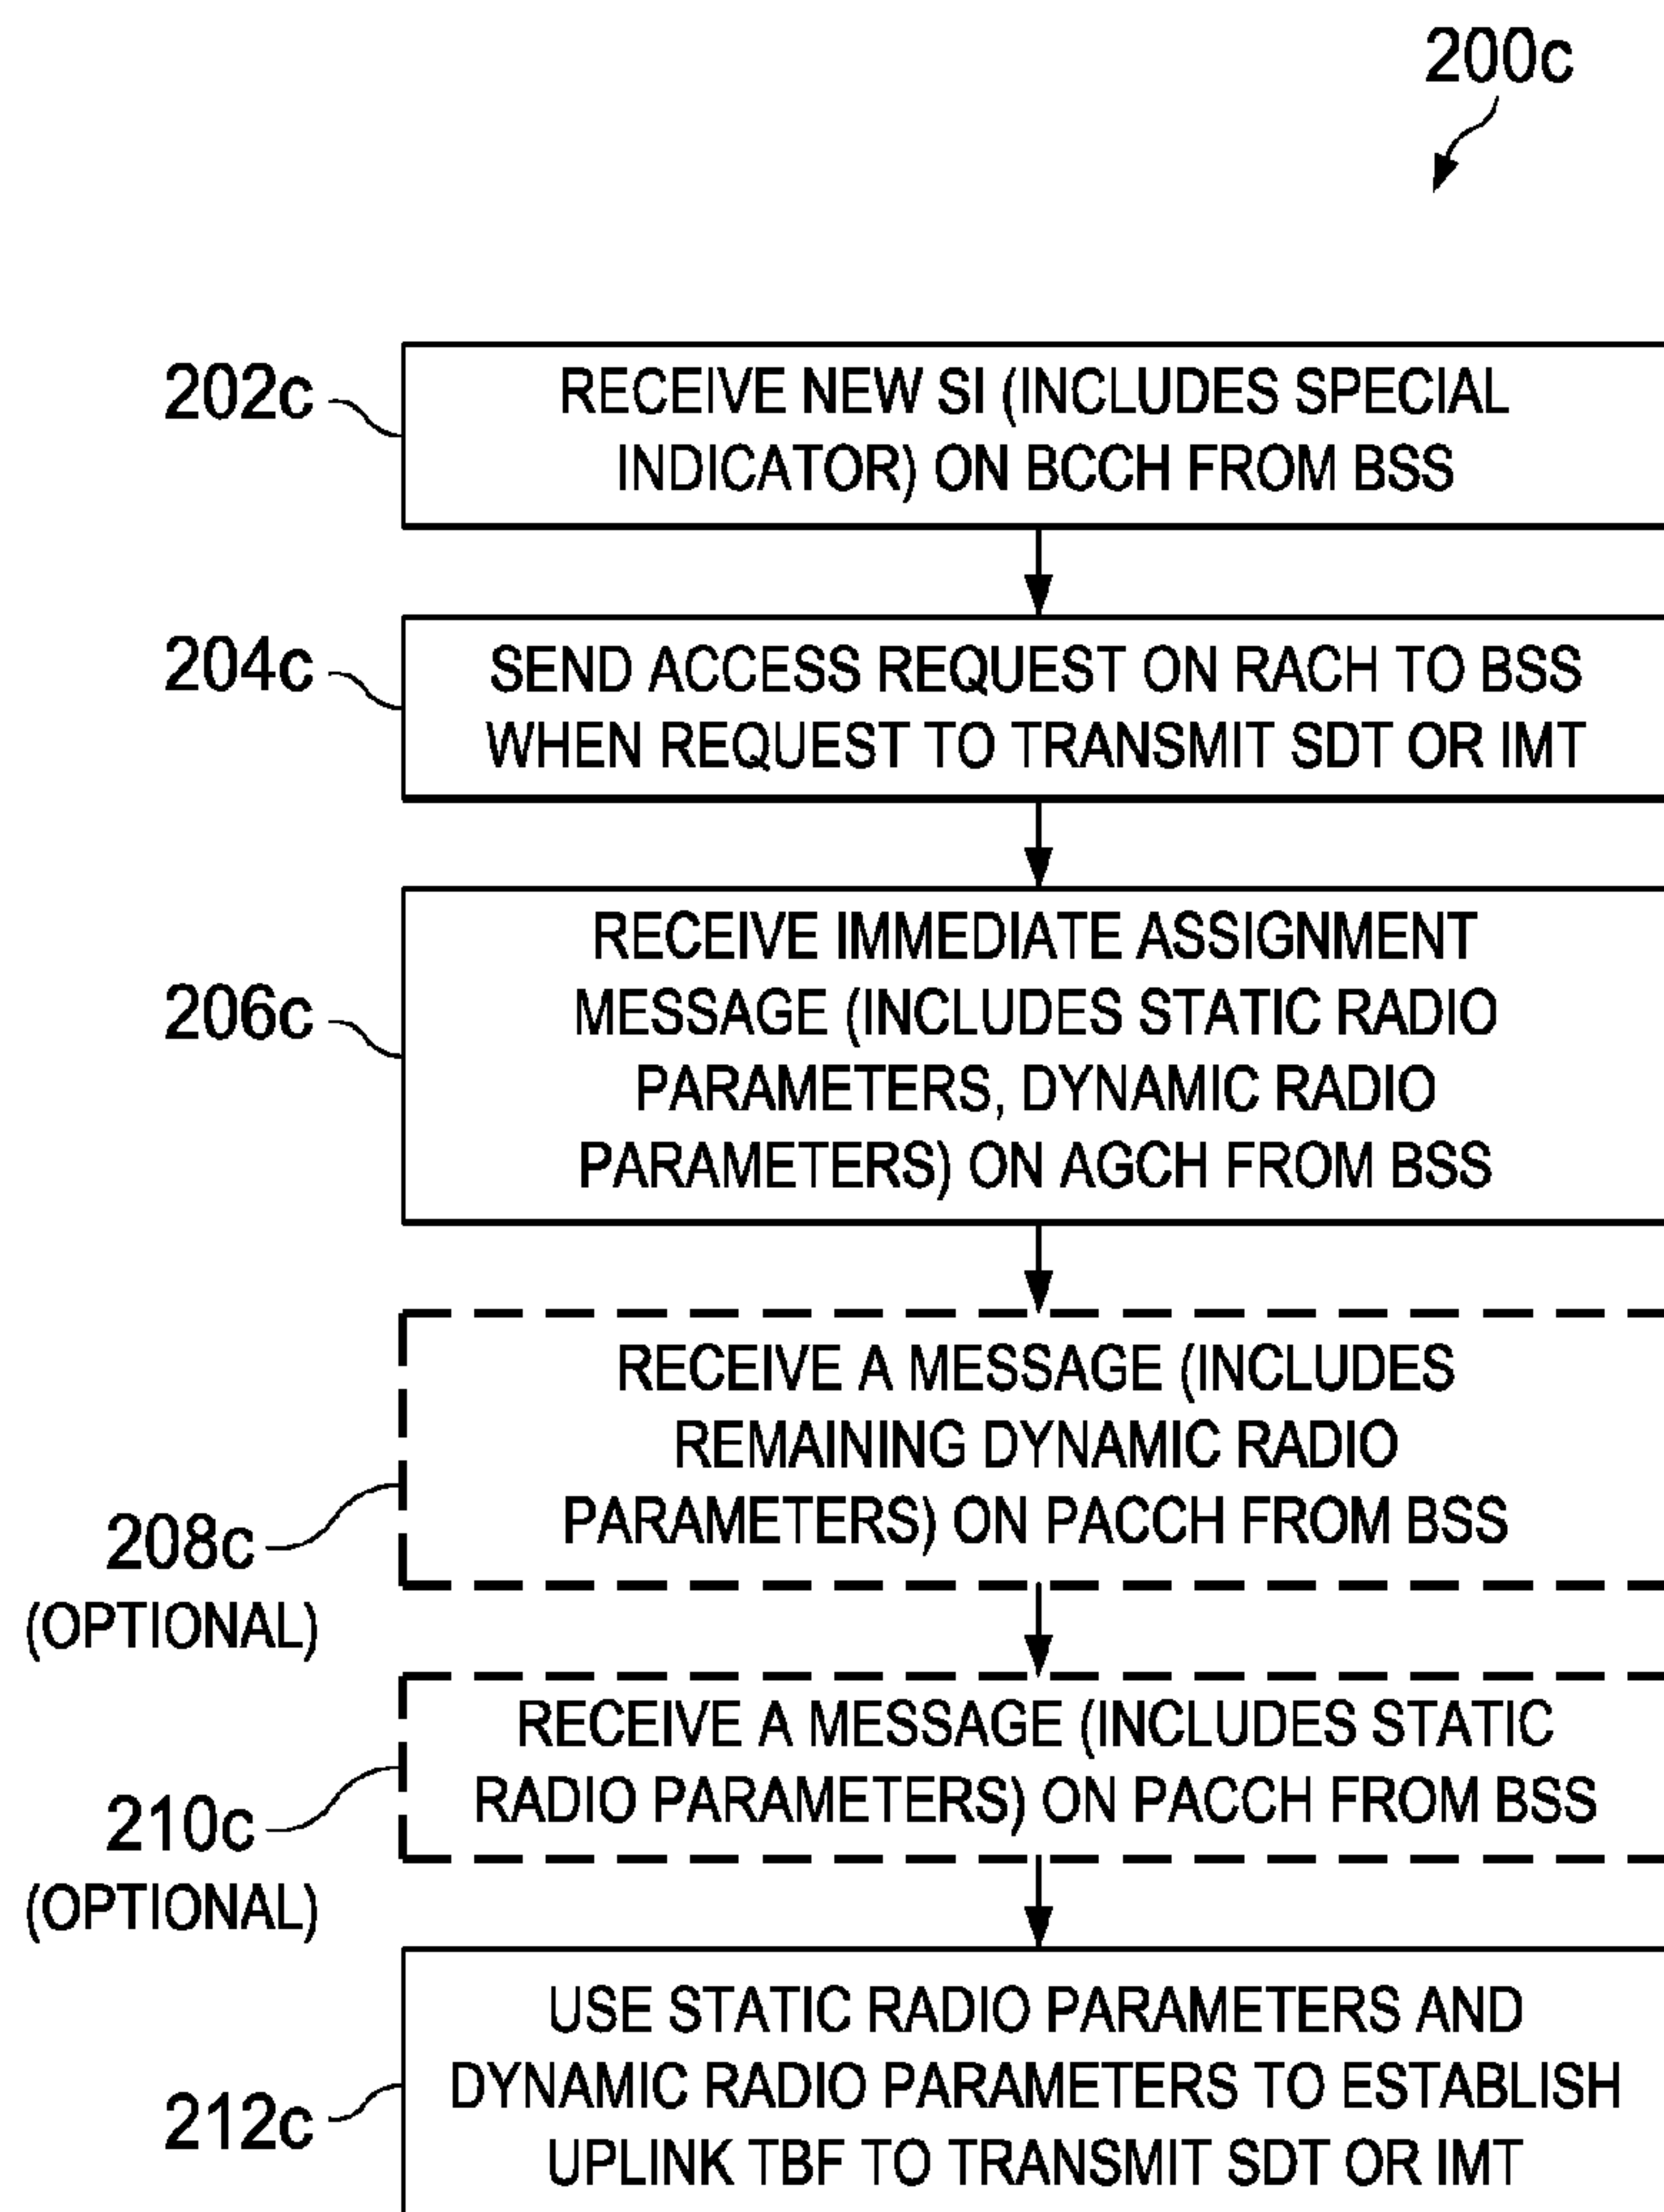 200c
202c
RECEIVE NEW SI (INCLUDES SPECIAL
INDICATOR) ON BCCH FROM BSS
204c
SEND ACCESS REQUEST ON RACH TO BSS
WHEN REQUEST TO TRANSMIT SDT OR IMT
206c
RECEIVE IMMEDIATE ASSIGNMENT
MESSAGE (INCLUDES STATIC RADIO
PARAMETERS, DYNAMIC RADIO
PARAMETERS) ON AGCH FROM BSS
208c
(OPTIONAL)
RECEIVE A MESSAGE (INCLUDES
REMAINING DYNAMIC RADIO
PARAMETERS) ON PACCH FROM BSS
210c
(OPTIONAL)
RECEIVE A MESSAGE (INCLUDES STATIC
RADIO PARAMETERS) ON PACCH FROM BSS
212c
USE STATIC RADIO PARAMETERS AND
DYNAMIC RADIO PARAMETERS TO ESTABLISH
UPLINK TBF TO TRANSMIT SDT OR IMT